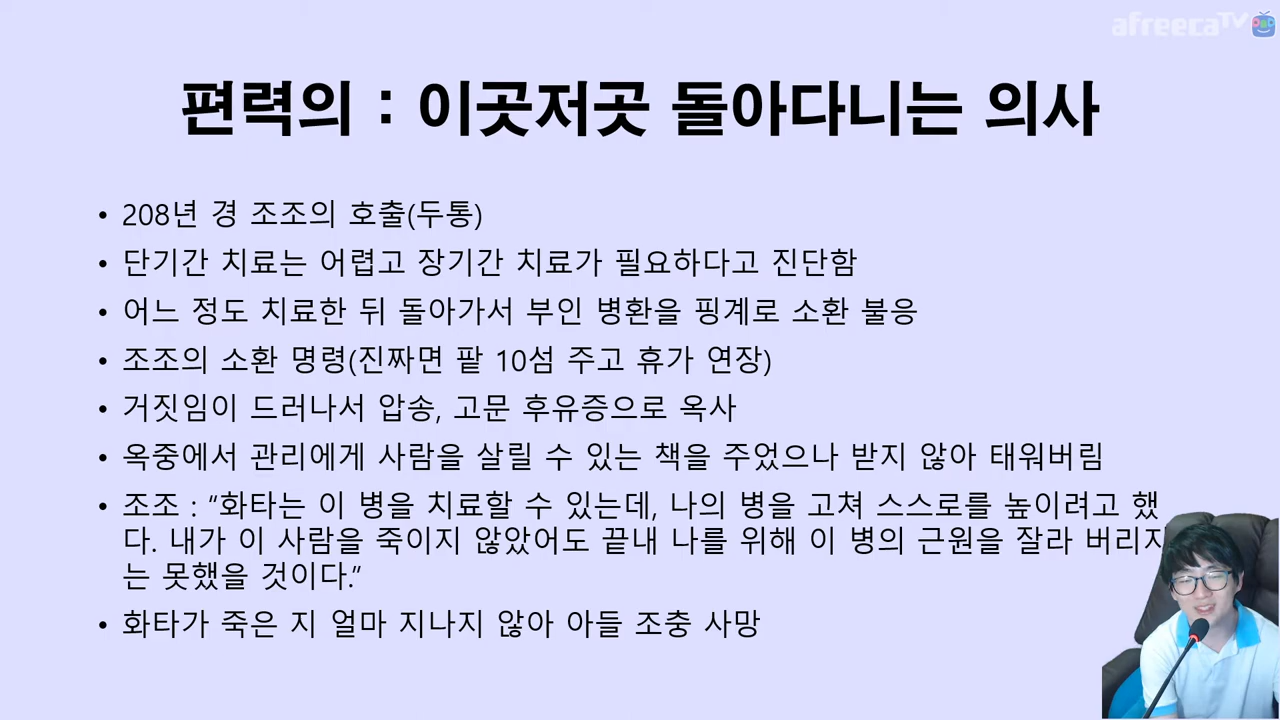 afreecaTV
편력의 : 이곳저곳 돌아다니는 의사
• 208년 경 조조의 호출(두통)
• 단기간 치료는 어렵고 장기간 치료가 필요하다고 진단함
• 어느 정도 치료한 뒤 돌아가서 부인 병환을 핑계로 소환 불응
• 조조의 소환 명령(진짜면 팥 10섬 주고 휴가 연장)
• 거짓임이 드러나서 압송, 고문 후유증으로 옥사
• 옥중에서 관리에게 사람을 살릴 수 있는 책을 주었으나 받지 않아 태워버림
• 조조 : “화타는 이 병을 치료할 수 있는데, 나의 병을 고쳐 스스로를 높이려고 했
다. 내가 이 사람을 죽이지 않았어도 끝내 나를 위해 이 병의 근원을 잘라 버리지
는 못했을 것이다.”
• 화타가 죽은 지 얼마 지나지 않아 아들 조충 사망